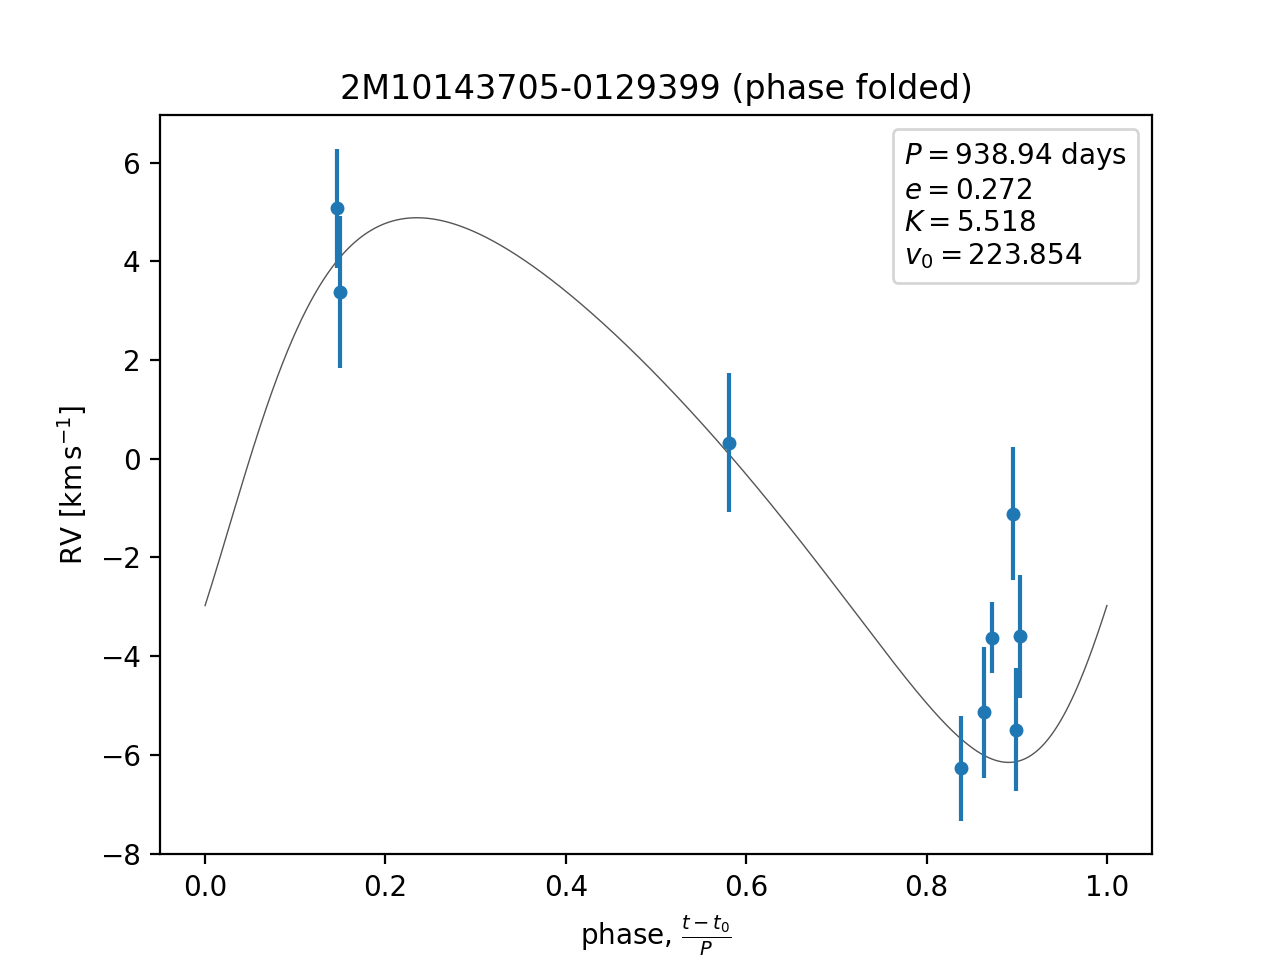 2M10143705-0129399 (phase folded)
P = 938.94 days
e = 0.272
K = 5.518
v₀ = 223.854
RV [km s⁻¹]
6
4
2
0
−2
−4
−6
−8
0.0 0.2 0.4 0.6 0.8 1.0
phase, (t − t₀)/P